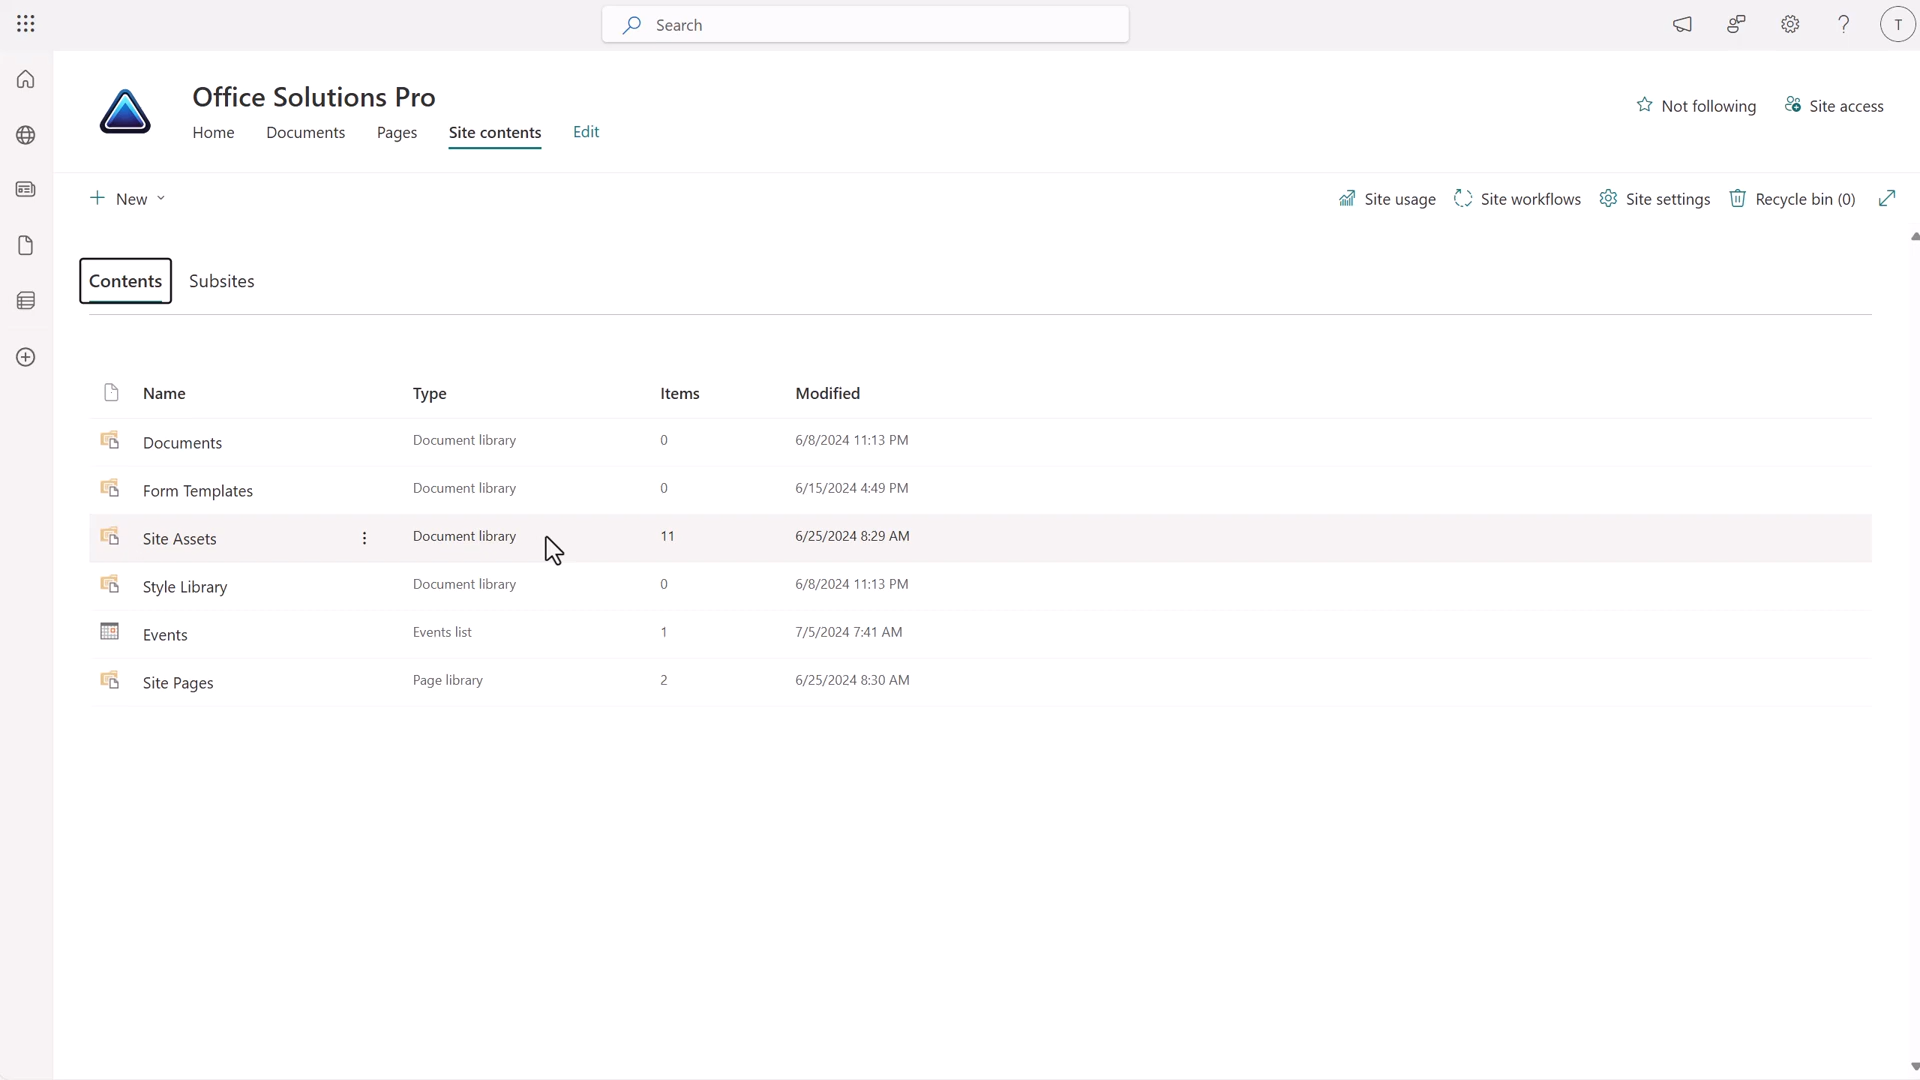 Search
T
Office Solutions Pro
Home Documents Pages Site contents Edit
Not following Site access
New
Site usage Site workflows Site settings Recycle bin (0)
Contents Subsites
Name Type Items Modified
Documents Document library 0 6/8/2024 11:13 PM
Form Templates Document library 0 6/15/2024 4:49 PM
Site Assets Document library 11 6/25/2024 8:29 AM
Style Library Document library 0 6/8/2024 11:13 PM
Events Events list 1 7/5/2024 7:41 AM
Site Pages Page library 2 6/25/2024 8:30 AM